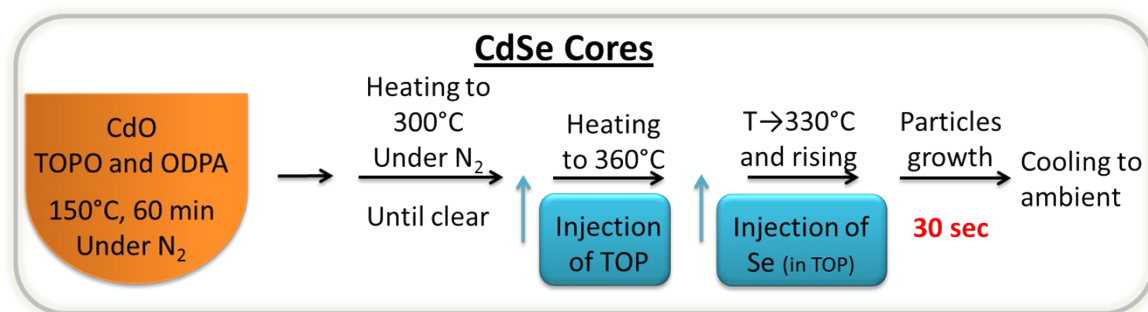 CdSe Cores
CdO
TOPO and ODPA
150°C, 60 min
Under N₂
Heating to
300°C
Under N₂
Until clear
Heating
to 360°C
Injection
of TOP
T→330°C
and rising
Injection of
Se (in TOP)
Particles
growth
30 sec
Cooling to
ambient